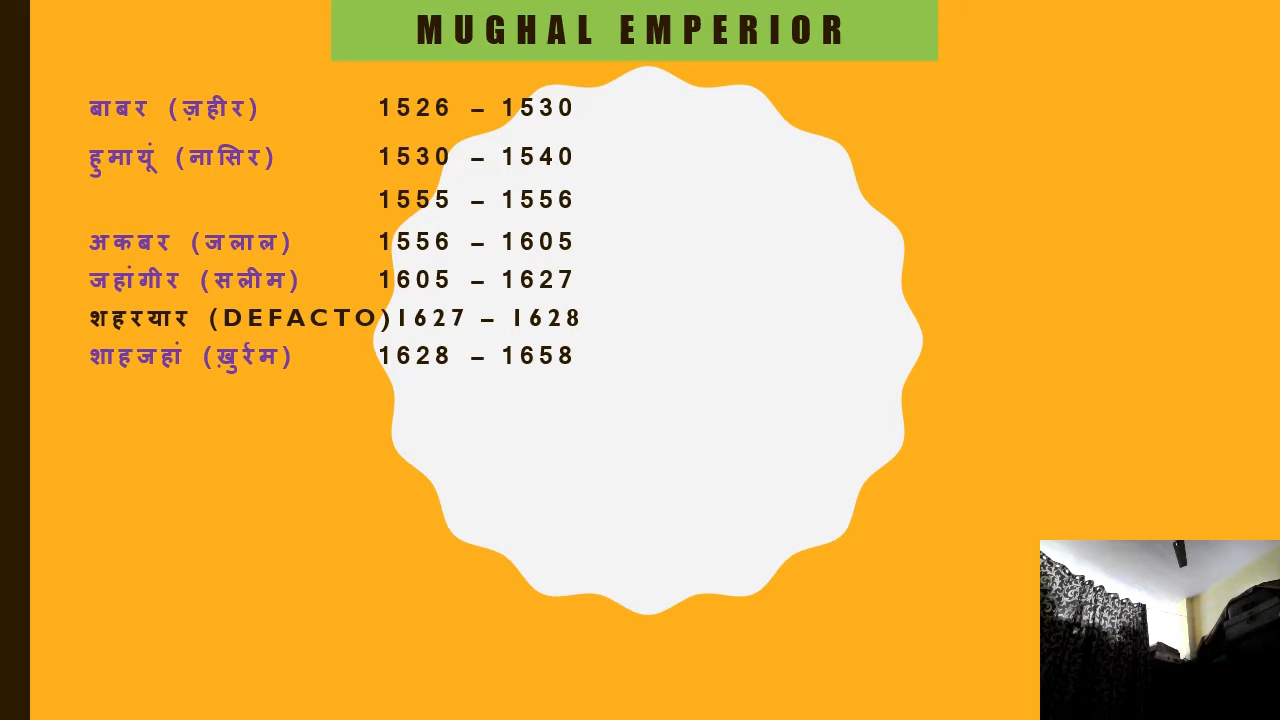 MUGHAL EMPERIOR
बाबर (ज़हीर) 1526 – 1530
हुमायूं (नासिर) 1530 – 1540
1555 – 1556
अकबर (जलाल) 1556 – 1605
जहांगीर (सलीम) 1605 – 1627
शहरयार (DEFACTO)1627 – 1628
शाहजहां (ख़ुर्रम) 1628 – 1658